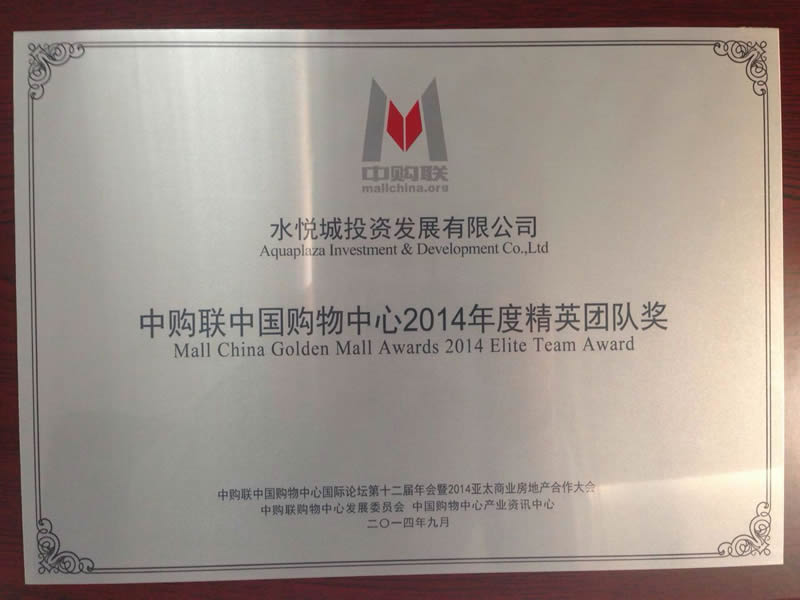 中购联
mallchina.org
水悦城投资发展有限公司
Aquaplaza Investment & Development Co.,Ltd
中购联中国购物中心2014年度精英团队奖
Mall China Golden Mall Awards 2014 Elite Team Award
中购联中国购物中心国际论坛第十二届年会暨2014亚太商业房地产合作大会
中购联购物中心发展委员会 中国购物中心产业资讯中心
二〇一四年九月